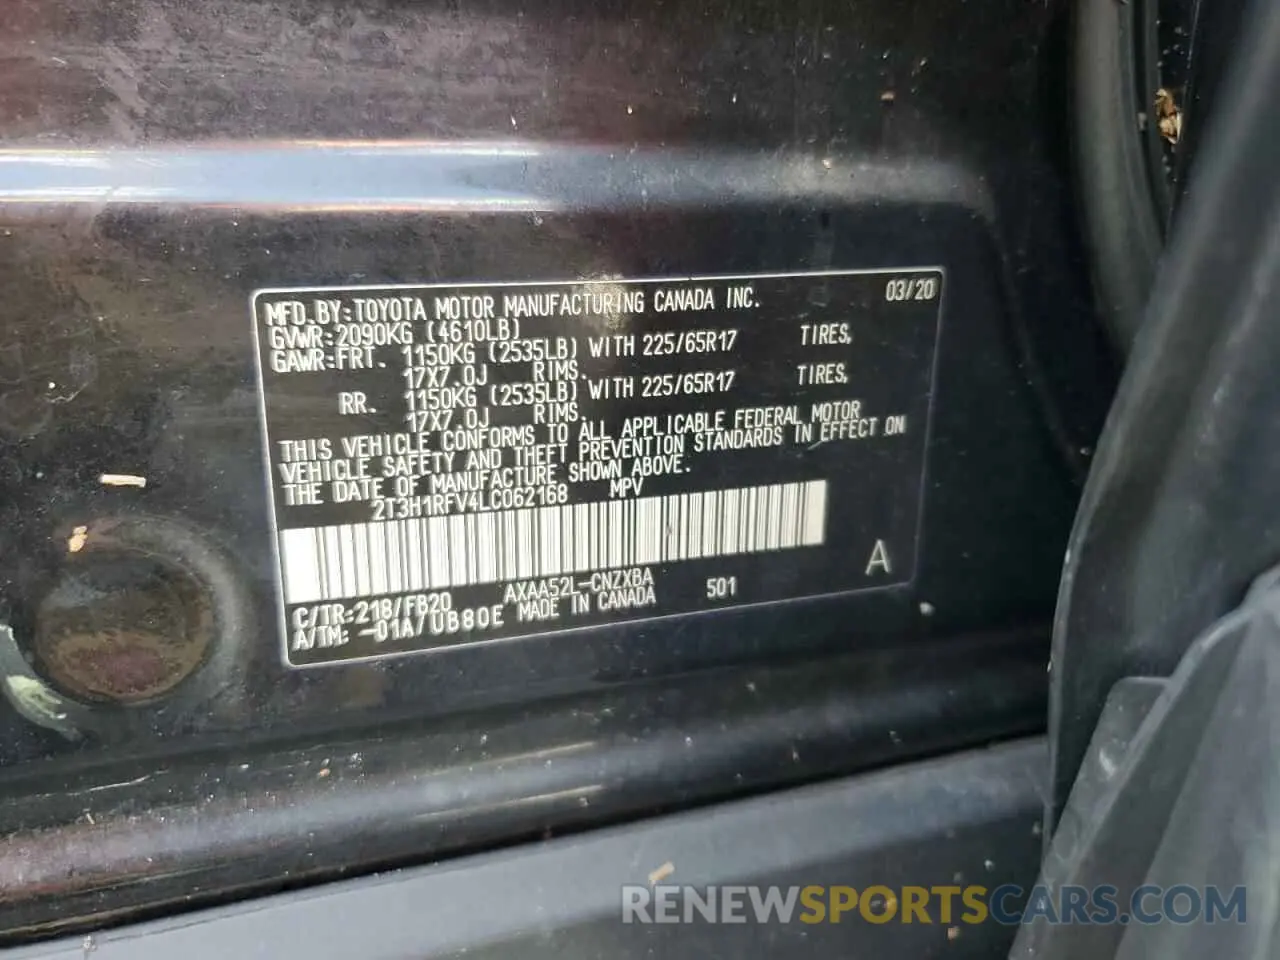 MFD. BY: TOYOTA MOTOR MANUFACTURING CANADA INC. 03/20
GVWR: 2090KG (4610LB)
GAWR: FRT. 1150KG (2535LB) WITH 225/65R17 TIRES,
17X7.0J RIMS.
RR. 1150KG (2535LB) WITH 225/65R17 TIRES,
17X7.0J RIMS.
THIS VEHICLE CONFORMS TO ALL APPLICABLE FEDERAL MOTOR
VEHICLE SAFETY AND THEFT PREVENTION STANDARDS IN EFFECT ON
THE DATE OF MANUFACTURE SHOWN ABOVE.
2T3H1RFV4LC062168 MPV
A
C/TR: 218/FB20 AXAA52L-CNZXBA 501
A/TM: -01A/UB80E MADE IN CANADA
RENEWSPORTSCARS.COM